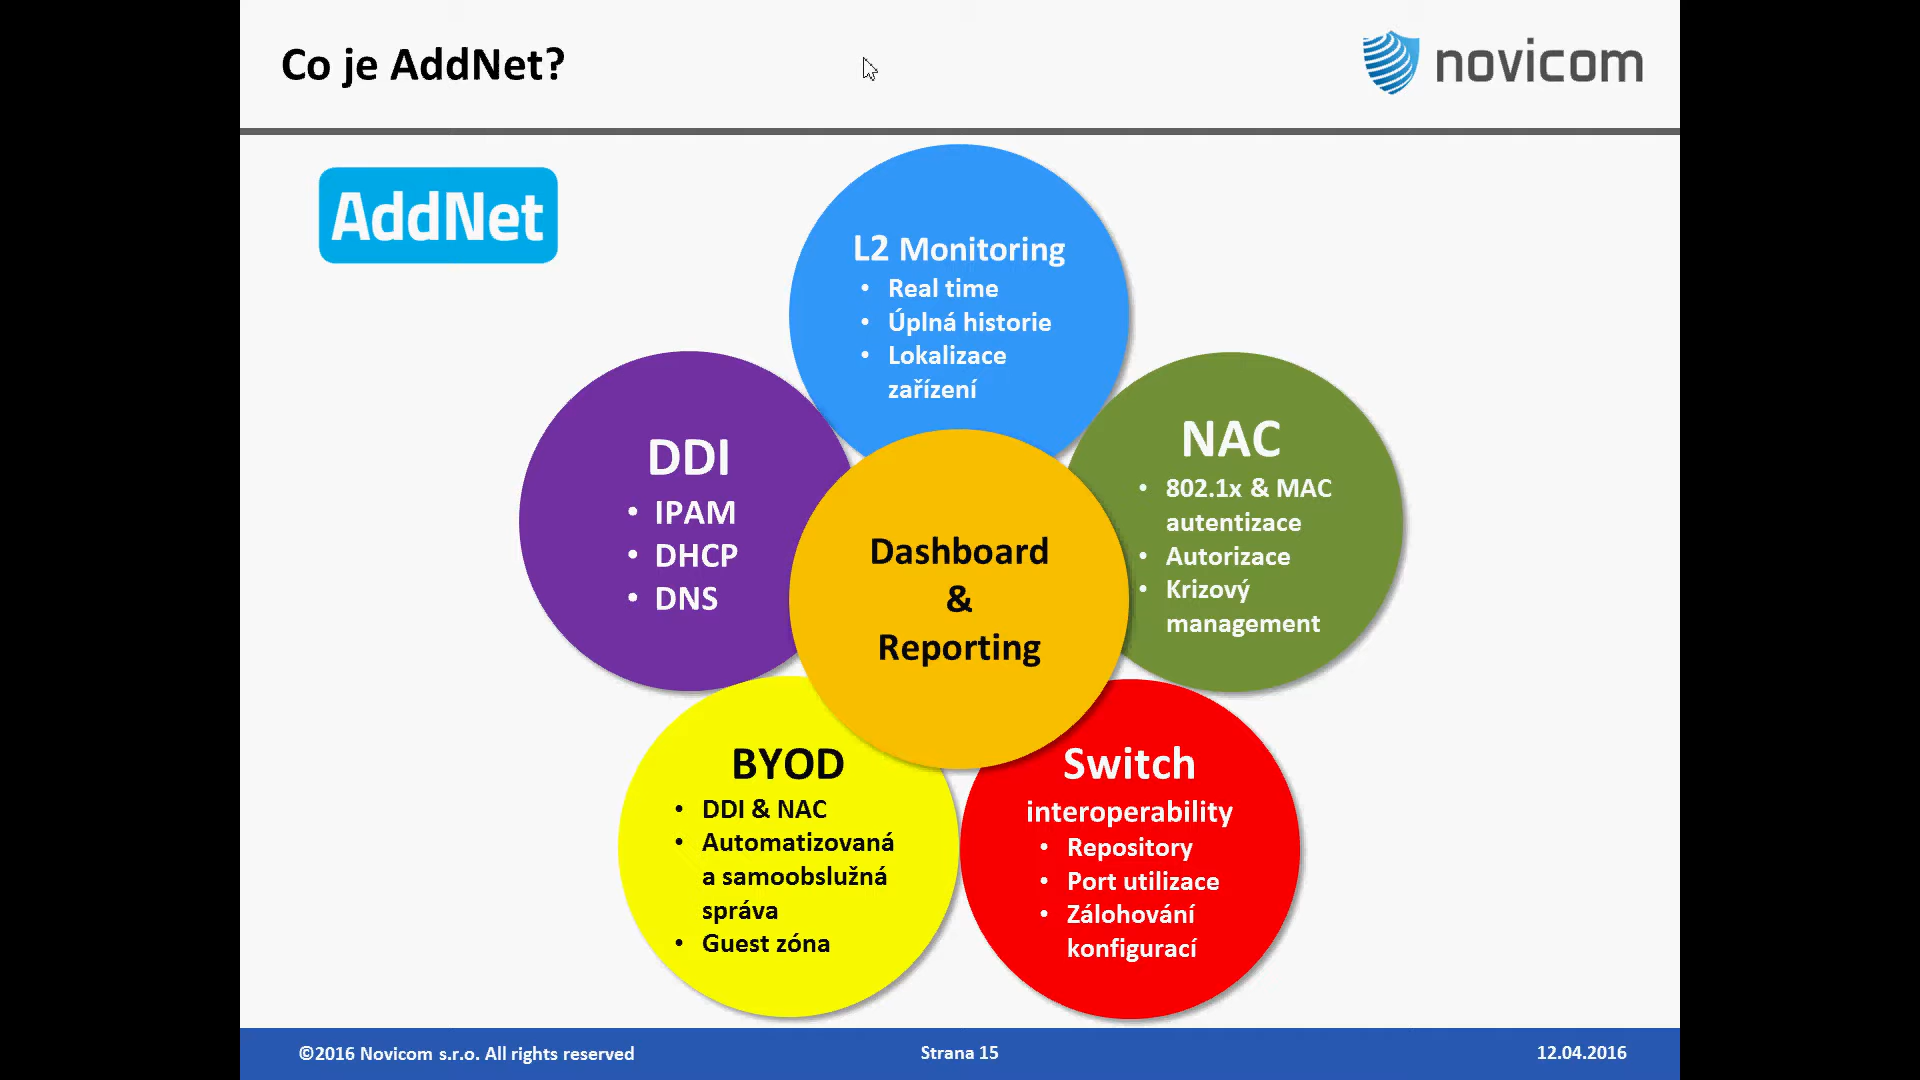 Co je AddNet?
novicom
AddNet
L2 Monitoring
• Real time
• Úplná historie
• Lokalizace
zařízení
DDI
• IPAM
• DHCP
• DNS
NAC
• 802.1x & MAC
autentizace
• Autorizace
• Krizový
management
Dashboard
&
Reporting
BYOD
• DDI & NAC
• Automatizovaná
a samoobslužná
správa
• Guest zóna
Switch
interoperability
• Repository
• Port utilizace
• Zálohování
konfigurací
©2016 Novicom s.r.o. All rights reserved
Strana 15
12.04.2016